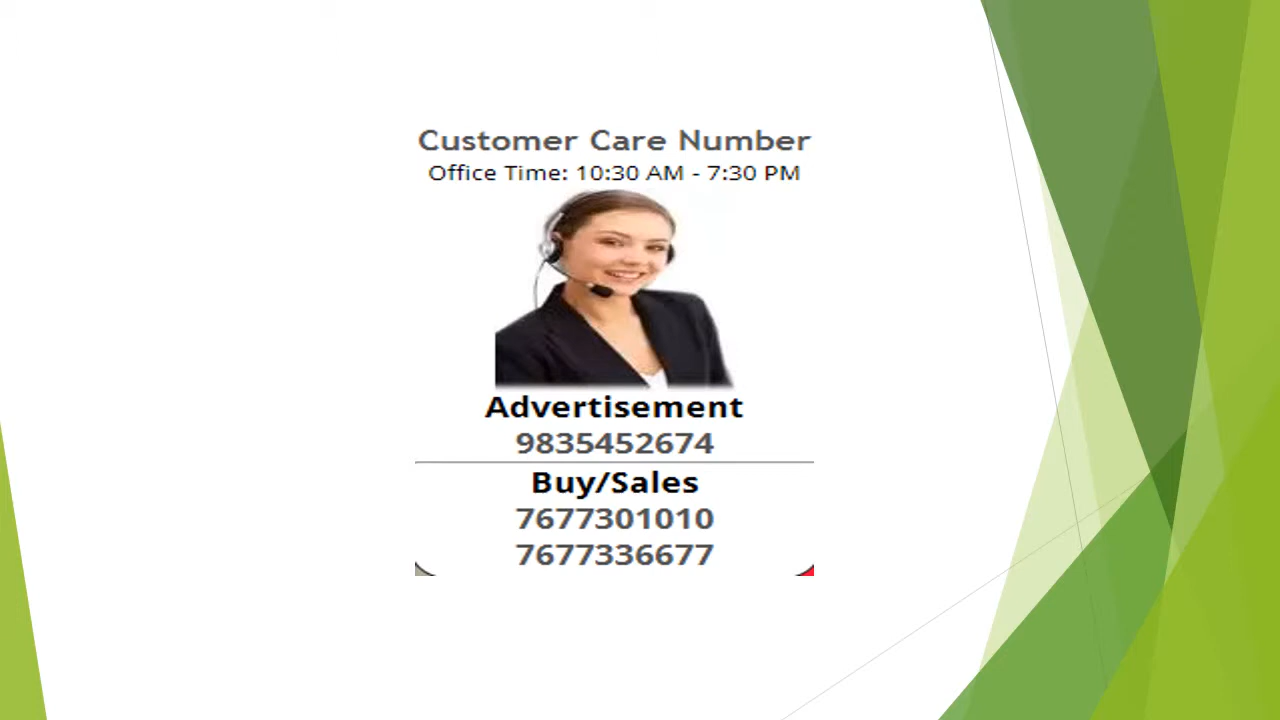 Customer Care Number
Office Time: 10:30 AM - 7:30 PM
Advertisement
9835452674
Buy/Sales
7677301010
7677336677